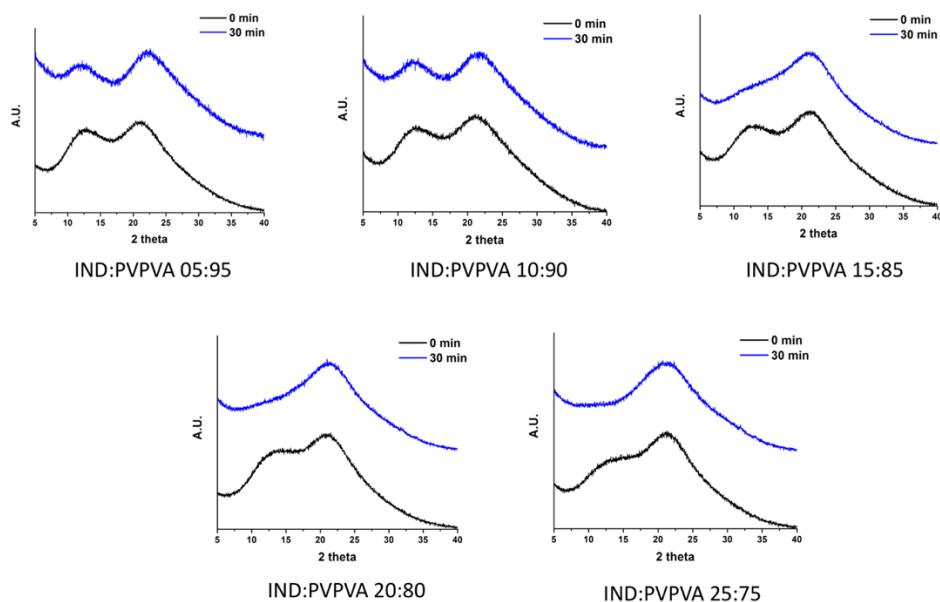 0 min
30 min
A.U.
5 10 15 20 25 30 35 40
2 theta
IND:PVPVA 05:95
0 min
30 min
A.U.
5 10 15 20 25 30 35 40
2 theta
IND:PVPVA 10:90
0 min
30 min
A.U.
5 10 15 20 25 30 35 40
2 theta
IND:PVPVA 15:85
0 min
30 min
A.U.
5 10 15 20 25 30 35 40
2 theta
IND:PVPVA 20:80
0 min
30 min
A.U.
5 10 15 20 25 30 35 40
2 theta
IND:PVPVA 25:75